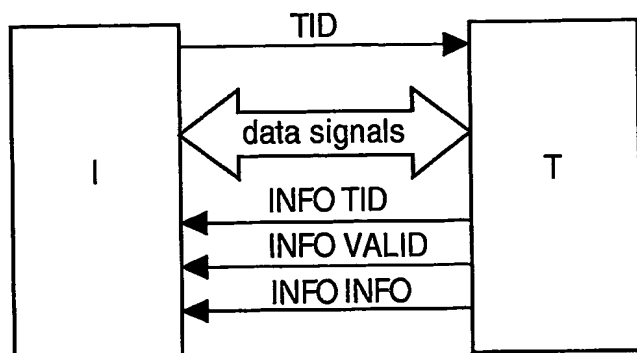 TID
data signals
I
T
INFO TID
INFO VALID
INFO INFO